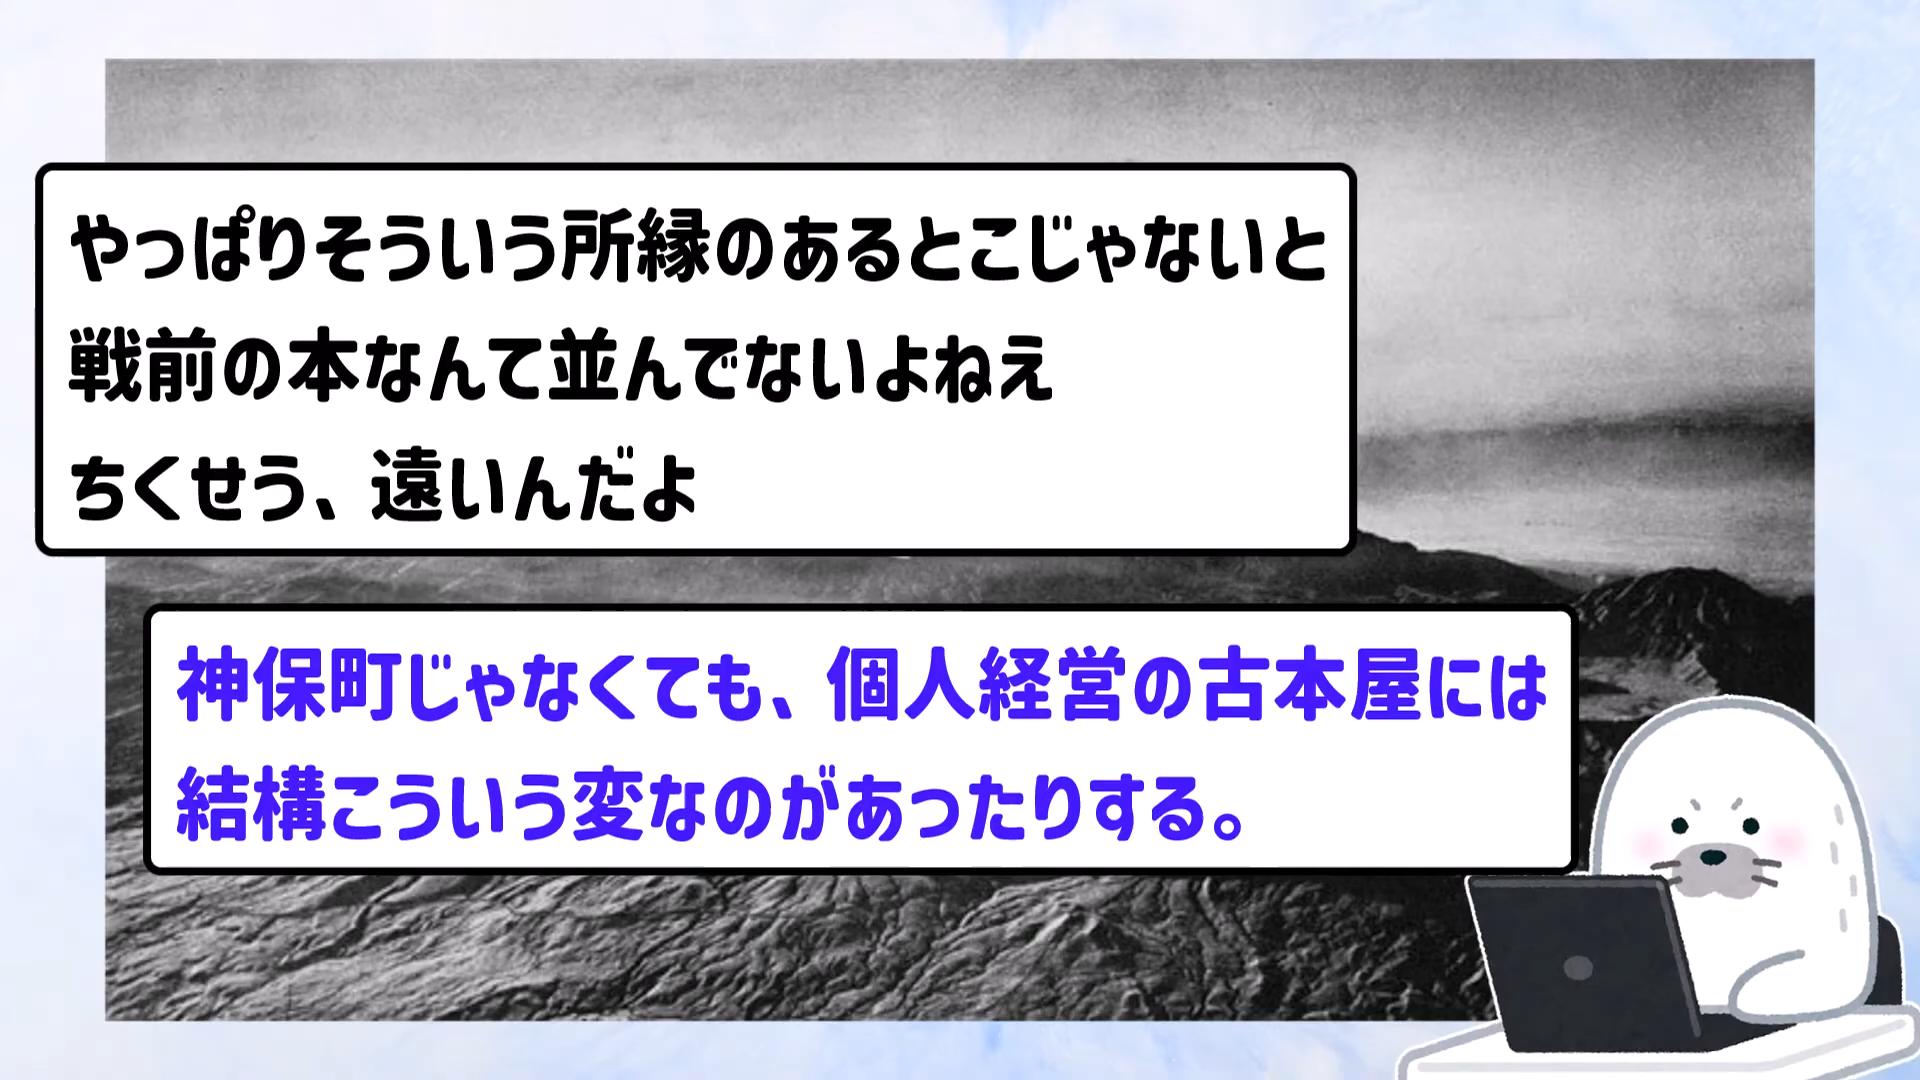 やっぱりそういう所縁のあるとこじゃないと
戦前の本なんて並んでないよねえ
ちくせう、遠いんだよ
神保町じゃなくても、個人経営の古本屋には
結構こういう変なのがあったりする。